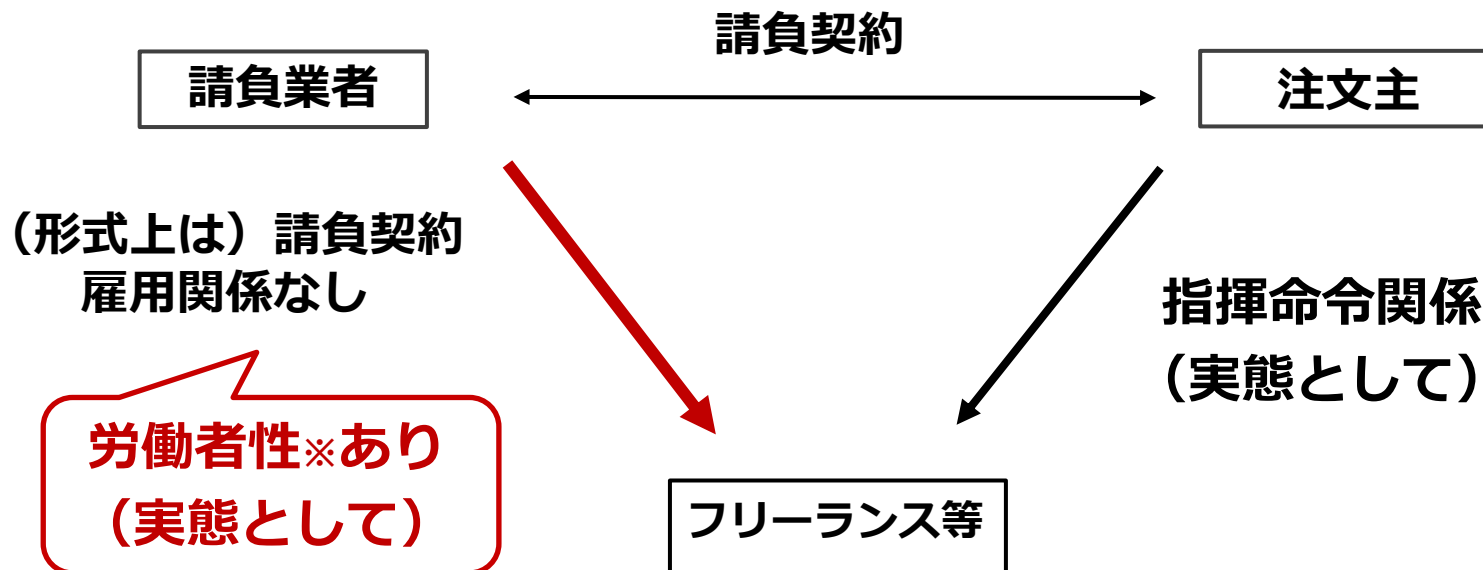 請負契約
請負業者
注文主
（形式上は）請負契約
雇用関係なし
指揮命令関係
（実態として）
労働者性※あり
（実態として）
フリーランス等